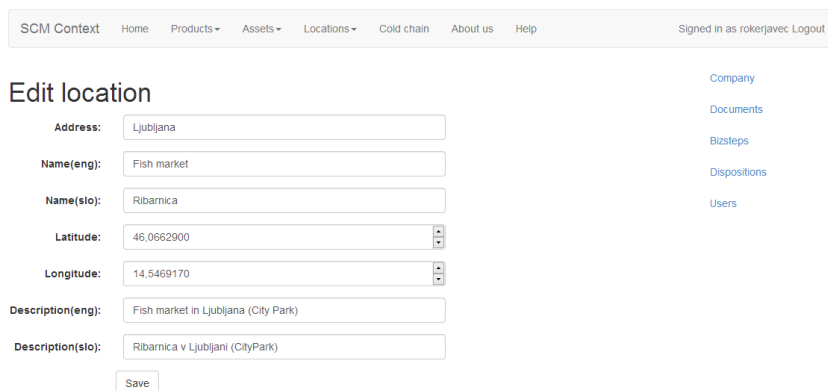 SCM Context Home Products Assets Locations Cold chain About us Help Signed in as rokerjavec Logout
Edit location
Address: Ljubljana
Name(eng): Fish market
Name(slo): Ribarnica
Latitude: 46,0662900
Longitude: 14,5469170
Description(eng): Fish market in Ljubljana (City Park)
Description(slo): Ribarnica v Ljubljani (CityPark)
Save
Company
Documents
Bizsteps
Dispositions
Users